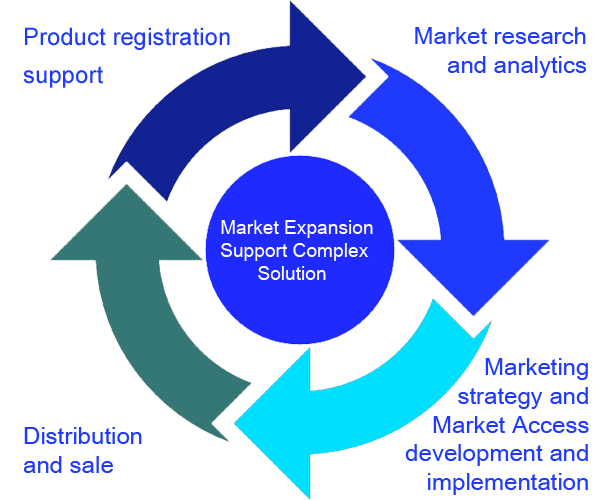 Product registration
support
Market research
and analytics
Market Expansion
Support Complex
Solution
Marketing
strategy and
Market Access
development and
implementation
Distribution
and sale